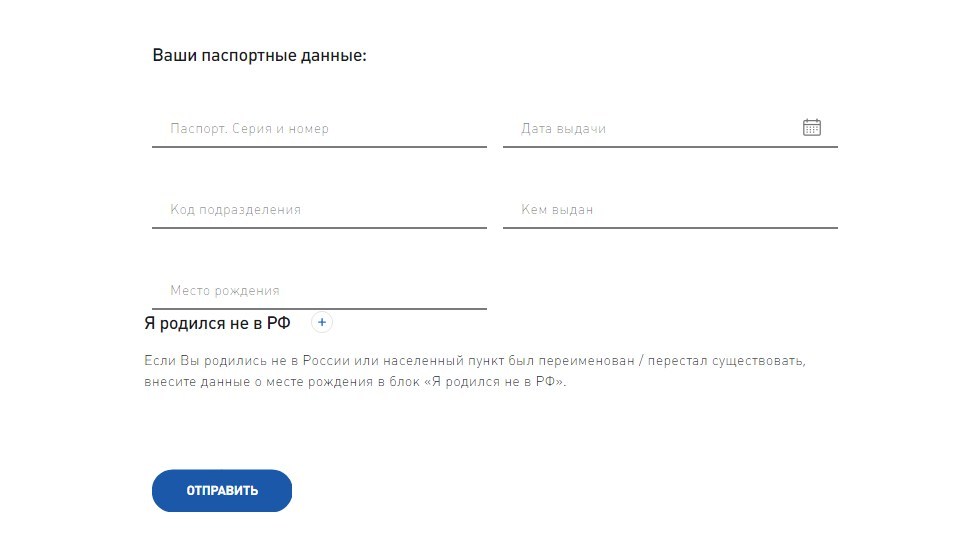 Ваши паспортные данные:
Паспорт. Серия и номер
Дата выдачи
Код подразделения
Кем выдан
Место рождения
Я родился не в РФ +
Если Вы родились не в России или населенный пункт был переименован / перестал существовать,
внесите данные о месте рождения в блок «Я родился не в РФ».
ОТПРАВИТЬ